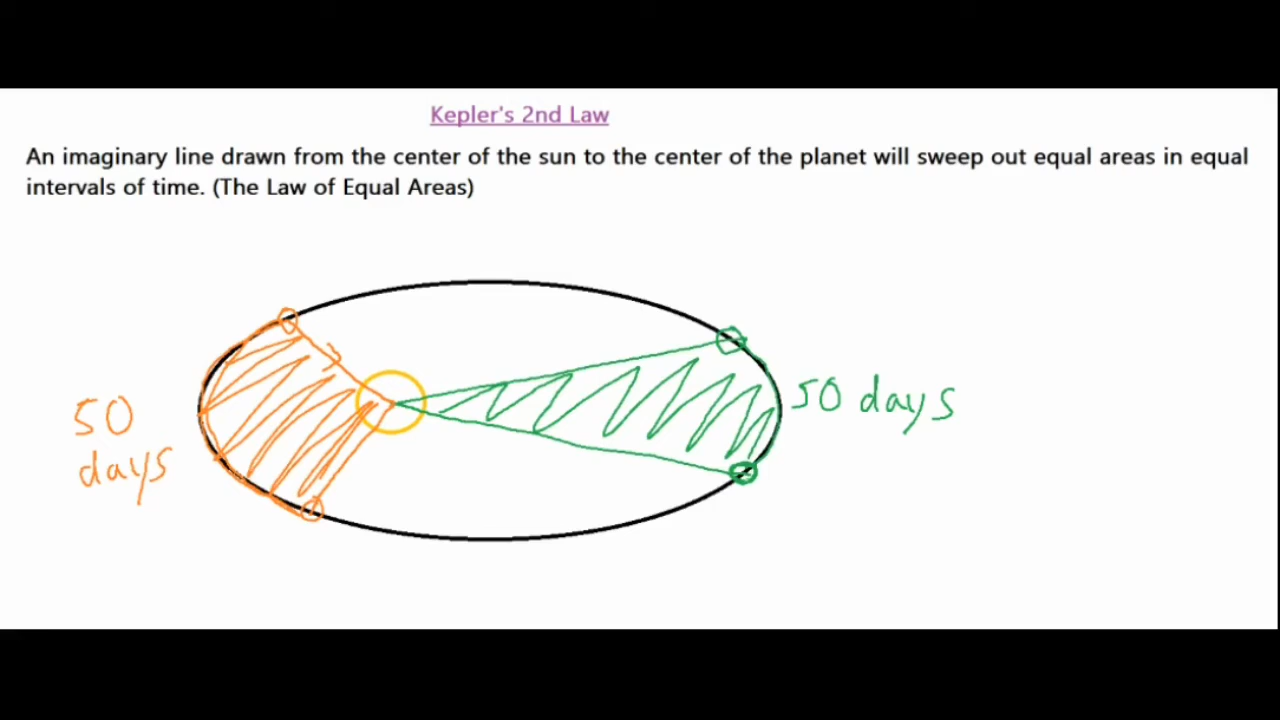 Kepler's 2nd Law
An imaginary line drawn from the center of the sun to the center of the planet will sweep out equal areas in equal
intervals of time. (The Law of Equal Areas)
50 days
50
days